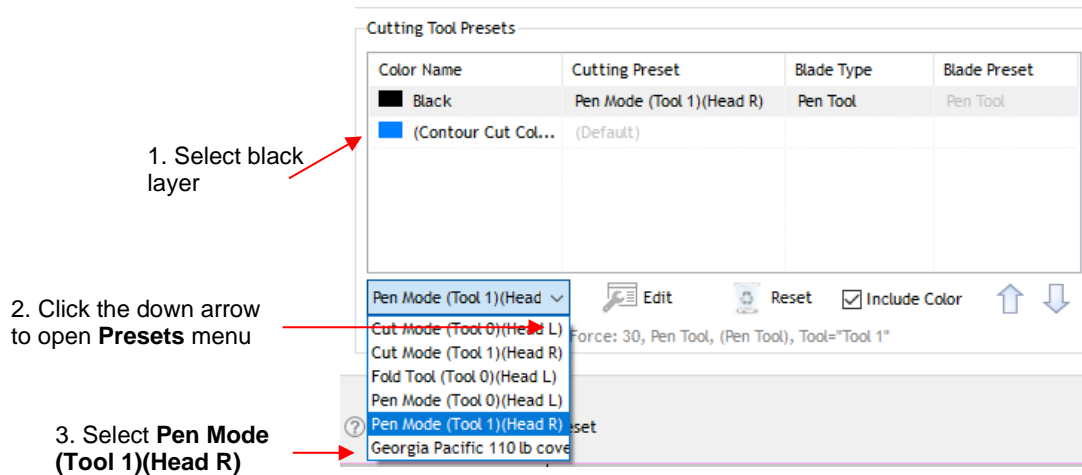 Cutting Tool Presets
Color Name Cutting Preset Blade Type Blade Preset
Black Pen Mode (Tool 1)(Head R) Pen Tool Pen Tool
(Contour Cut Col... (Default)
1. Select black
layer
Pen Mode (Tool 1)(Head Edit Reset Include Color
2. Click the down arrow
to open Presets menu
Cut Mode (Tool 0)(Head L)
Force: 30, Pen Tool, (Pen Tool), Tool="Tool 1"
Cut Mode (Tool 1)(Head R)
Fold Tool (Tool 0)(Head L)
Pen Mode (Tool 0)(Head L)
Pen Mode (Tool 1)(Head R) set
Georgia Pacific 110 lb cove
3. Select Pen Mode
(Tool 1)(Head R)